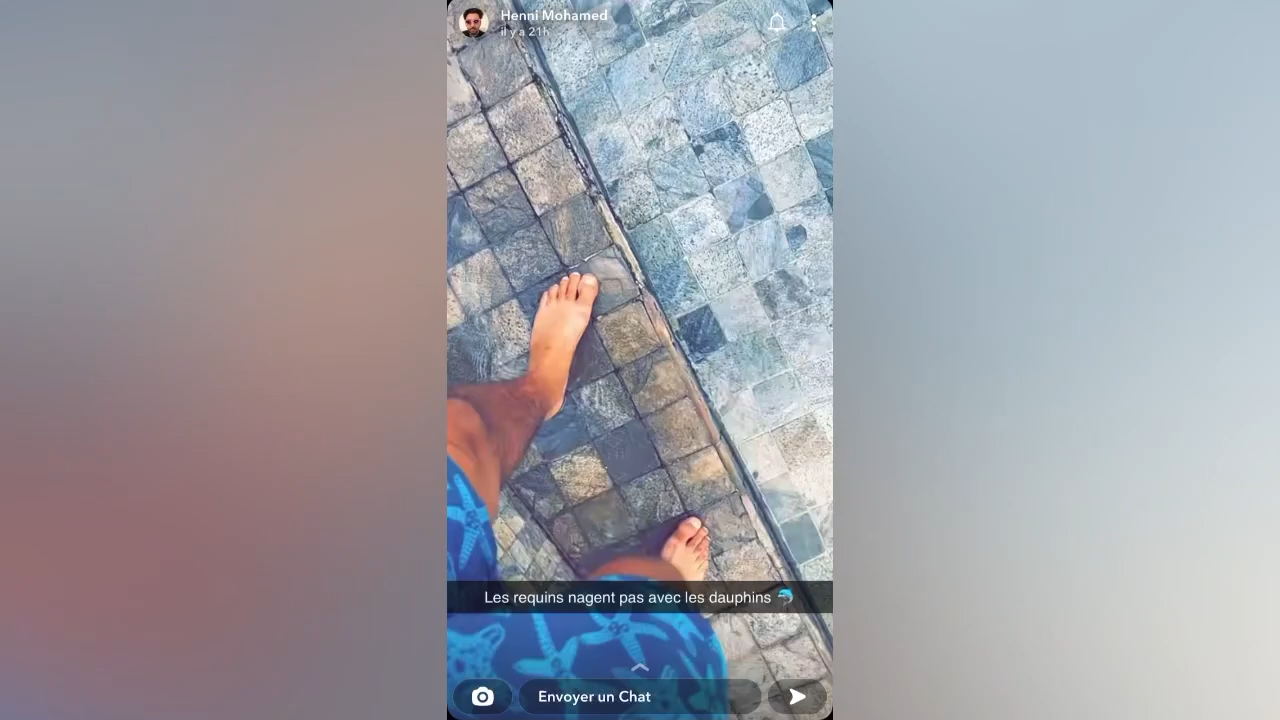 Henni Mohamed
il y a 21h
Les requins nagent pas avec les dauphins 🐬
Envoyer un Chat